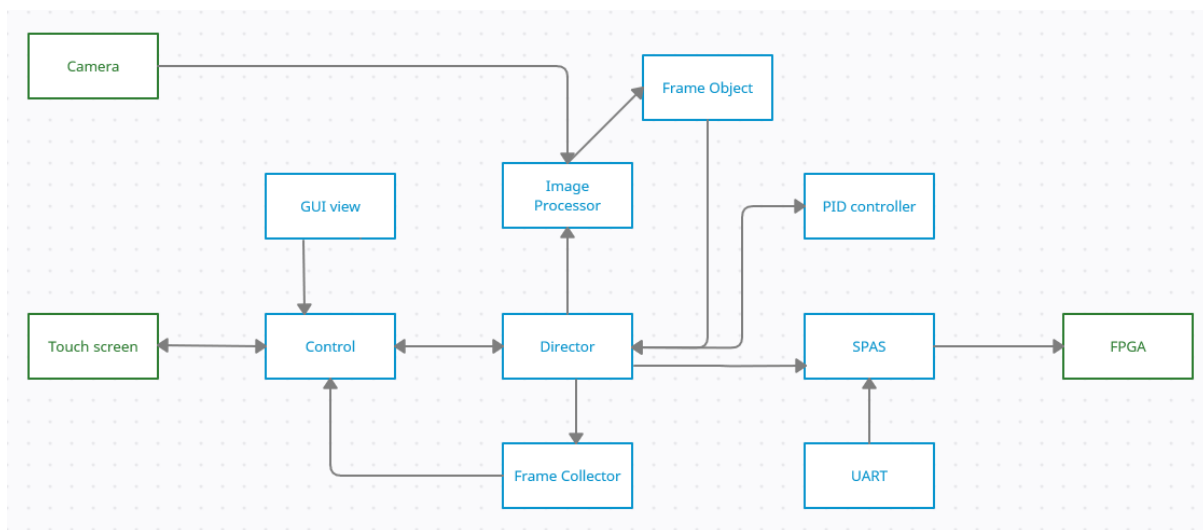 Camera
Frame Object
Image
Processor
GUI view
PID controller
Touch screen
Control
Director
SPAS
FPGA
Frame Collector
UART